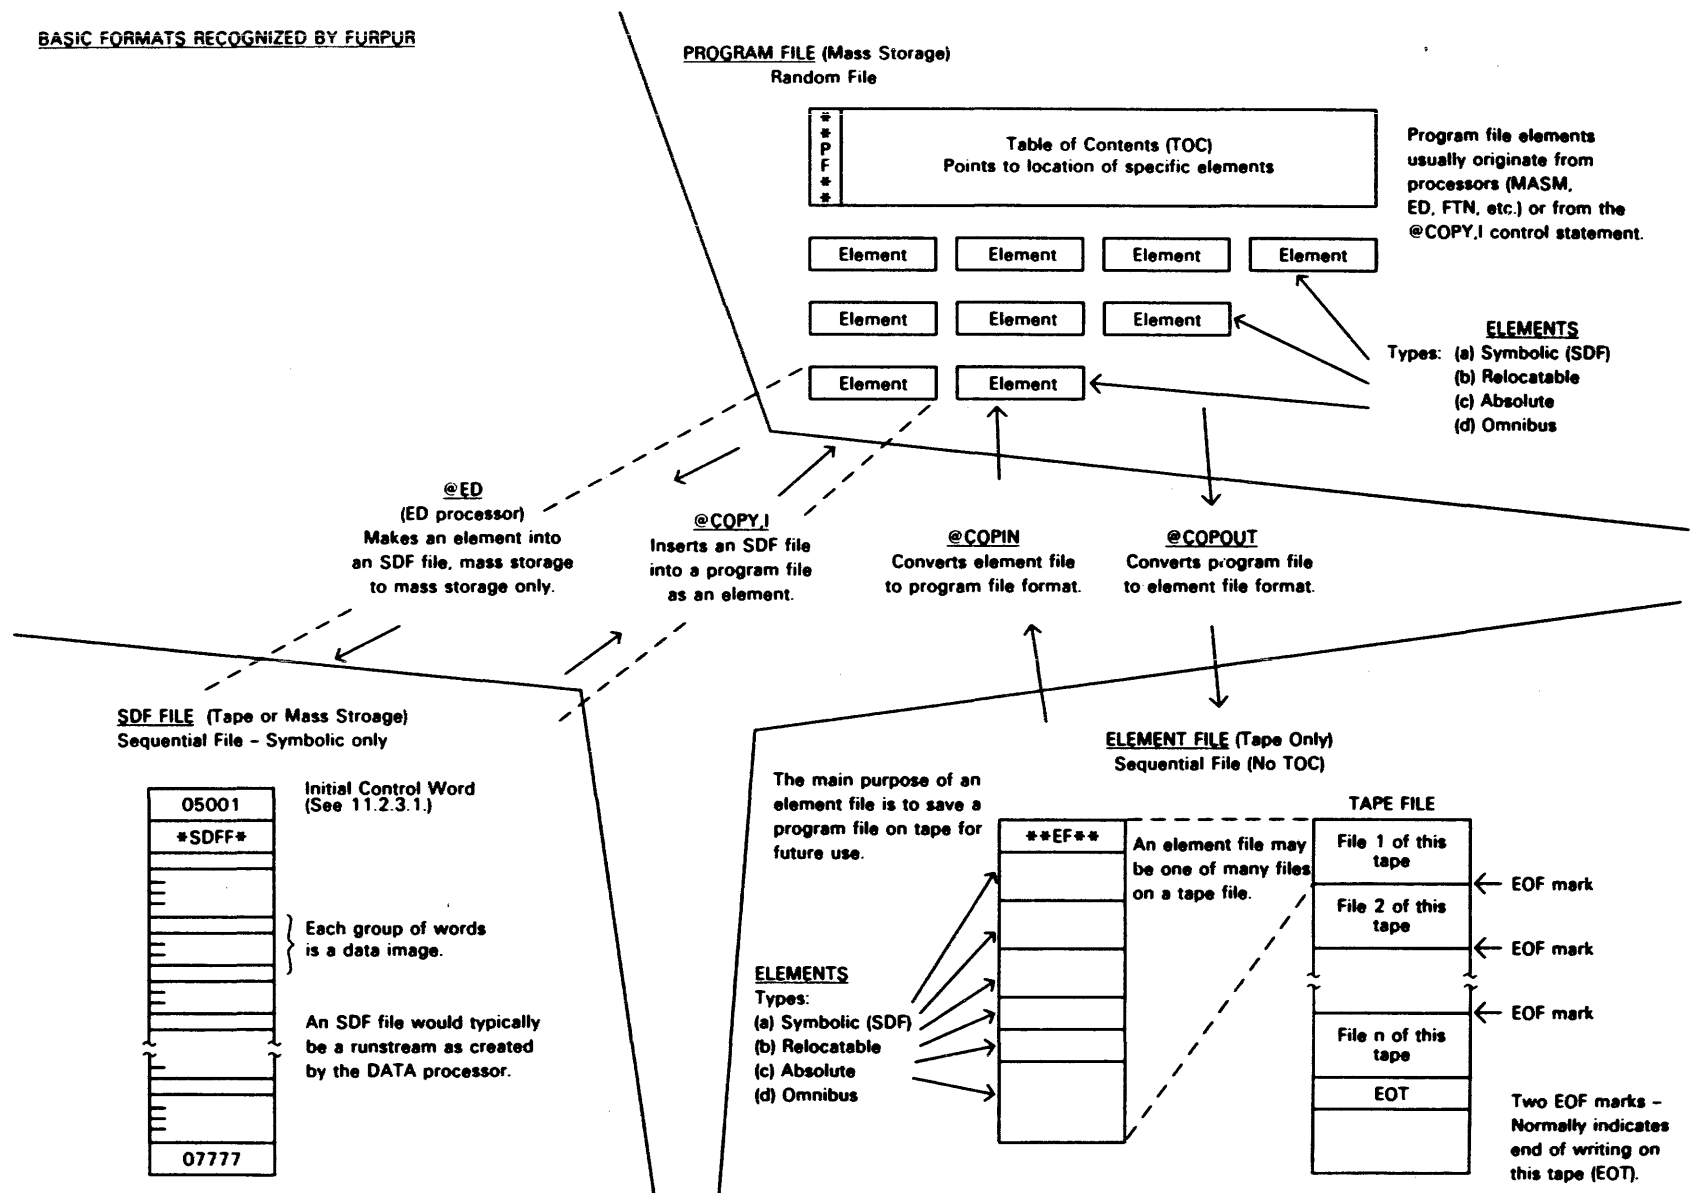 BASIC FORMATS RECOGNIZED BY FURPUR
PROGRAM FILE (Mass Storage)
Random File
*
*
P
F
*
*
Table of Contents (TOC)
Points to location of specific elements
Program file elements
usually originate from
processors (MASM,
ED, FTN, etc.) or from the
@COPY,I control statement.
Element
Element
Element
Element
Element
Element
Element
Element
Element
ELEMENTS
Types: (a) Symbolic (SDF)
(b) Relocatable
(c) Absolute
(d) Omnibus
@ED
(ED processor)
Makes an element into
an SDF file, mass storage
to mass storage only.
@COPY,I
Inserts an SDF file
into a program file
as an element.
@COPIN
Converts element file
to program file format.
@COPOUT
Converts program file
to element file format.
SDF FILE (Tape or Mass Stroage)
Sequential File - Symbolic only
05001
*SDFF*
Initial Control Word
(See 11.2.3.1.)
Each group of words
is a data image.
An SDF file would typically
be a runstream as created
by the DATA processor.
07777
ELEMENT FILE (Tape Only)
Sequential File (No TOC)
The main purpose of an
element file is to save a
program file on tape for
future use.
**EF**
An element file may
be one of many files
on a tape file.
ELEMENTS
Types:
(a) Symbolic (SDF)
(b) Relocatable
(c) Absolute
(d) Omnibus
TAPE FILE
File 1 of this
tape
EOF mark
File 2 of this
tape
EOF mark
EOF mark
File n of this
tape
EOT
Two EOF marks -
Normally indicates
end of writing on
this tape (EOT).